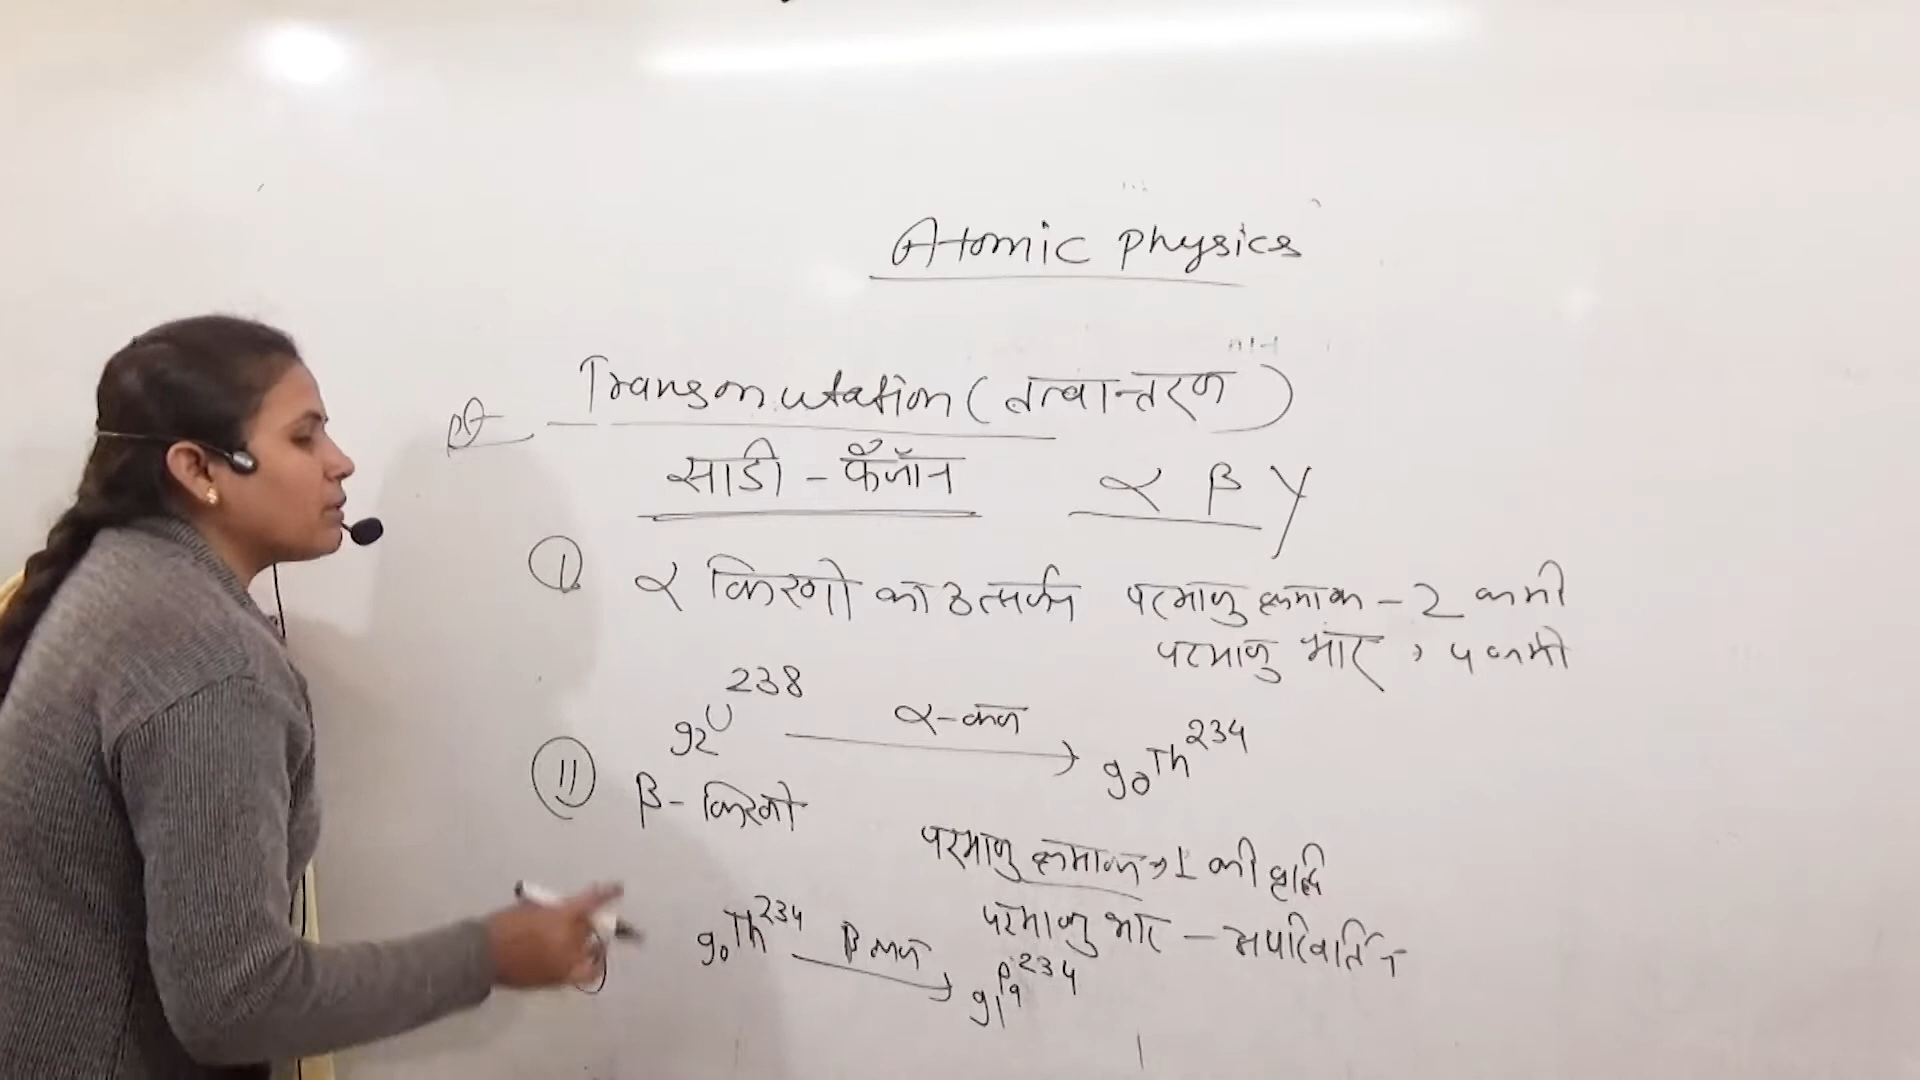 Atomic physics
Transmutation (तत्वान्तरण)
साडी - फैजॉन α β γ
(I) α किरणो का उत्सर्जन परमाणु क्रमांक - 2 कमी
परमाणु भार, 4 कमी
92U238 α-कण 90Th234
(II) β-किरणो
परमाणु क्रमांक → 1 की वृद्धि
परमाणु भार - अपरिवर्तित
90Th234 β कण 91Pa234